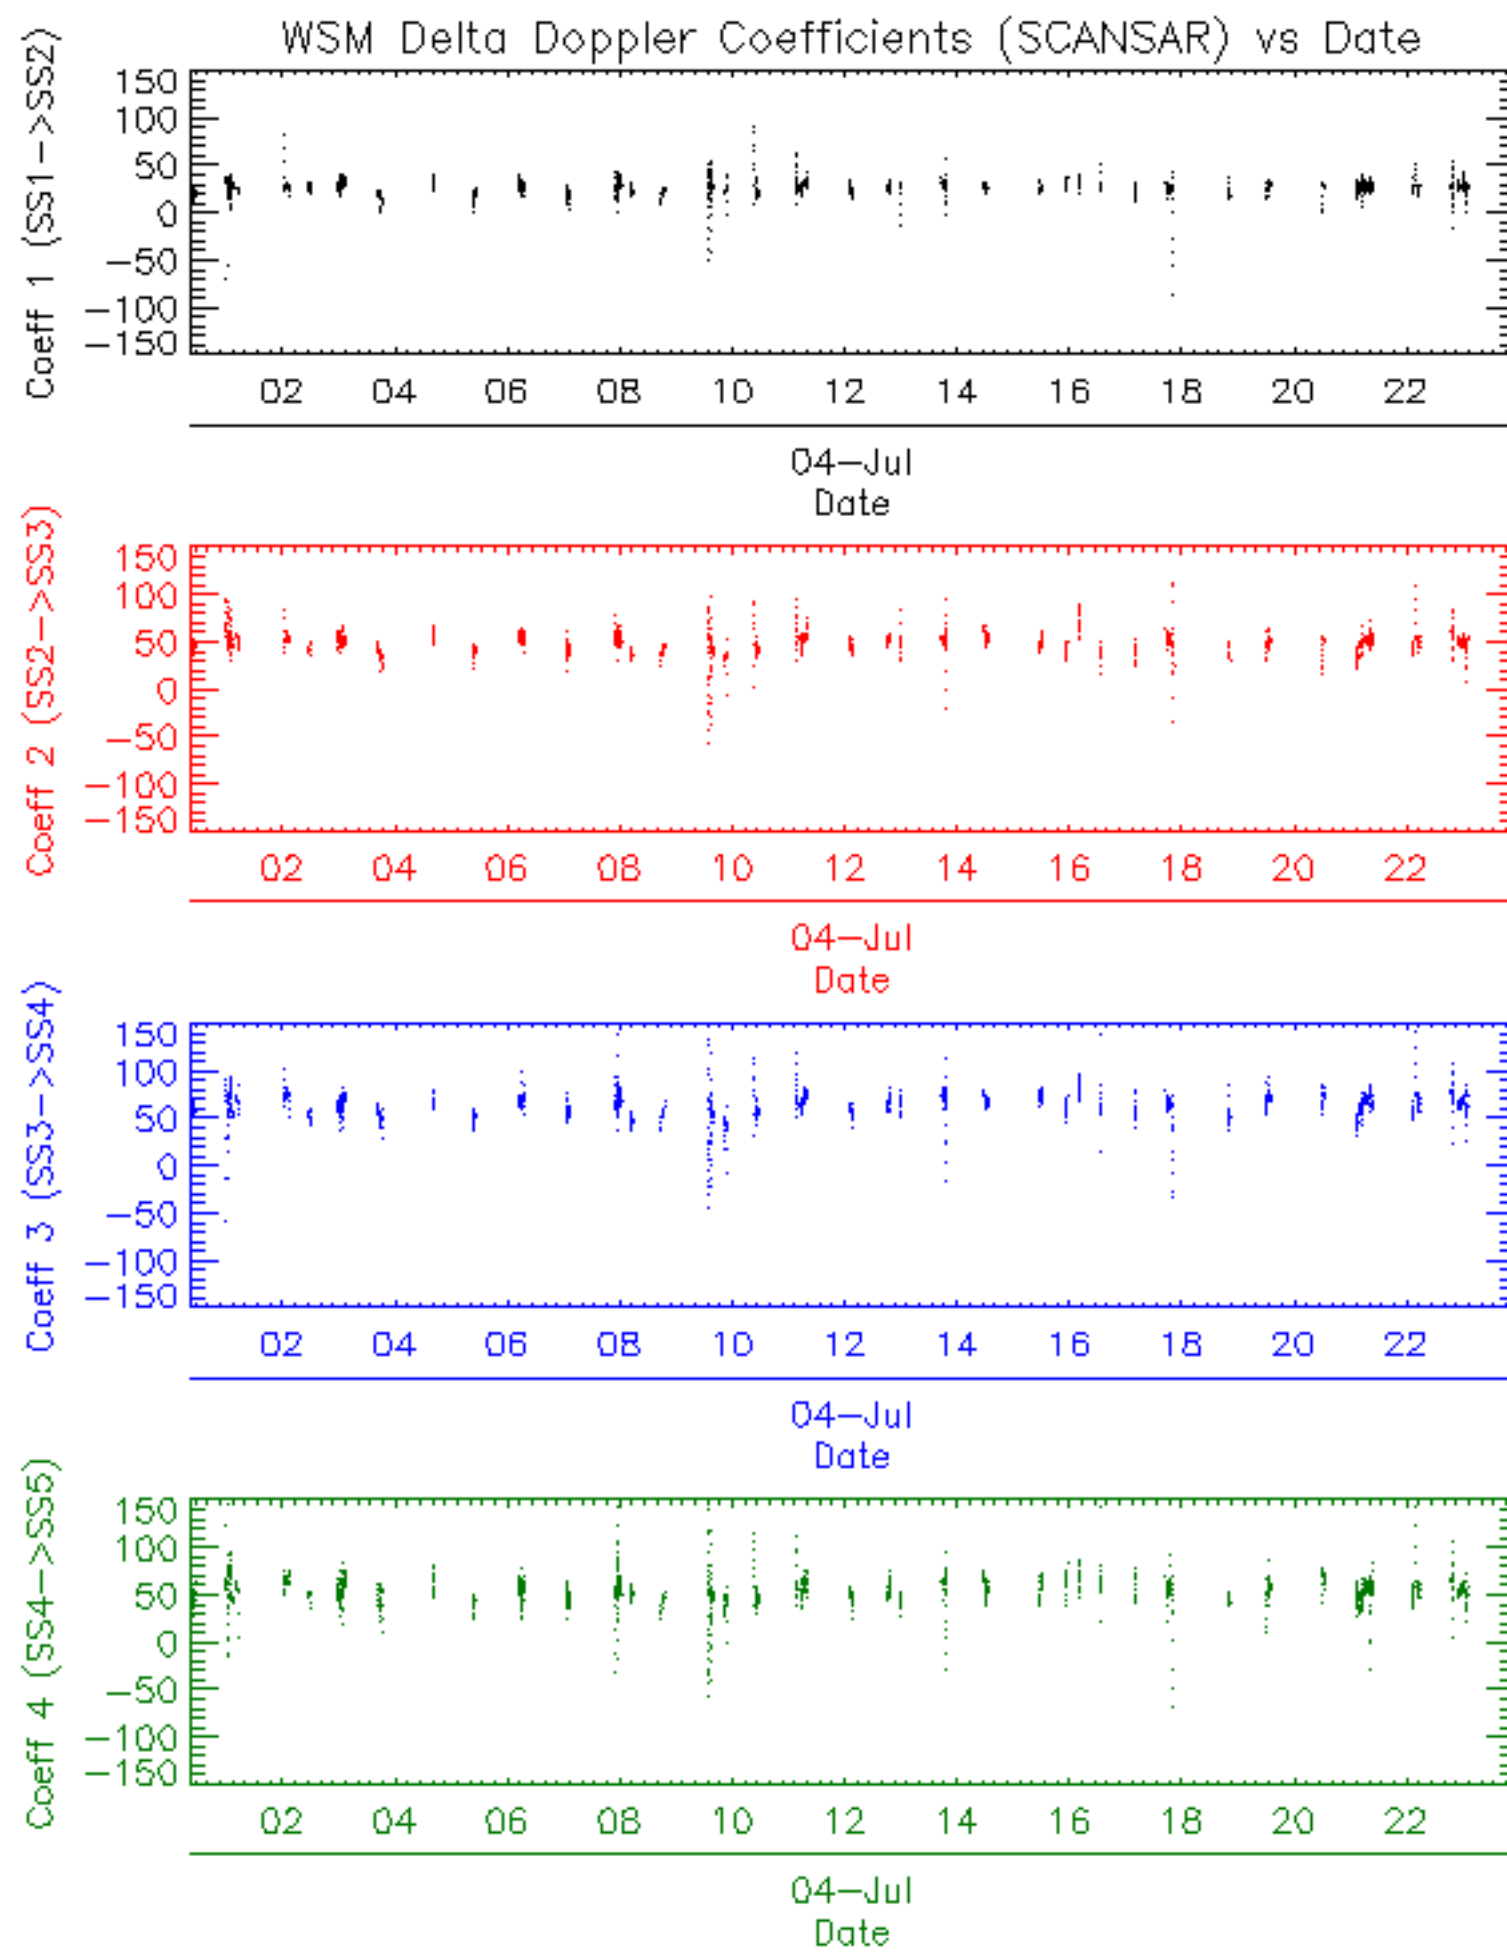 WSM Delta Doppler Coefficients (SCANSAR) vs Date
Coeff 1 (SS1->SS2)
150
100
50
0
-50
-100
-150
02 04 06 08 10 12 14 16 18 20 22
04-Jul
Date
Coeff 2 (SS2->SS3)
150
100
50
0
-50
-100
-150
02 04 06 08 10 12 14 16 18 20 22
04-Jul
Date
Coeff 3 (SS3->SS4)
150
100
50
0
-50
-100
-150
02 04 06 08 10 12 14 16 18 20 22
04-Jul
Date
Coeff 4 (SS4->SS5)
150
100
50
0
-50
-100
-150
02 04 06 08 10 12 14 16 18 20 22
04-Jul
Date